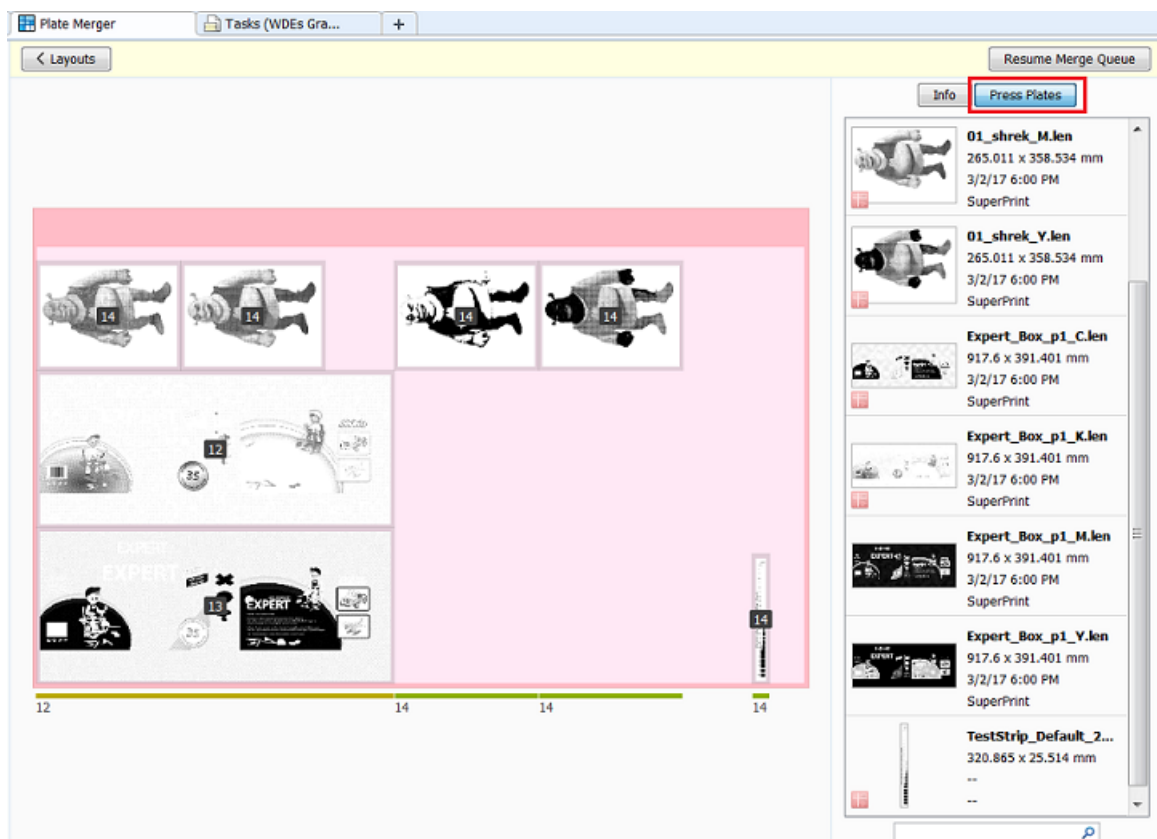 Plate Merger
Tasks (WDEs Gra...
+
< Layouts
Resume Merge Queue
Info
Press Plates
14
14
14
14
12
35
EXPERT
EXPERT
13
EXPERT
35
14
12
14
14
14
01_shrek_M.len
265.011 x 358.534 mm
3/2/17 6:00 PM
SuperPrint
01_shrek_Y.len
265.011 x 358.534 mm
3/2/17 6:00 PM
SuperPrint
Expert_Box_p1_C.len
917.6 x 391.401 mm
3/2/17 6:00 PM
SuperPrint
Expert_Box_p1_K.len
917.6 x 391.401 mm
3/2/17 6:00 PM
SuperPrint
Expert_Box_p1_M.len
917.6 x 391.401 mm
3/2/17 6:00 PM
SuperPrint
Expert_Box_p1_Y.len
917.6 x 391.401 mm
3/2/17 6:00 PM
SuperPrint
TestStrip_Default_2...
320.865 x 25.514 mm
--
--